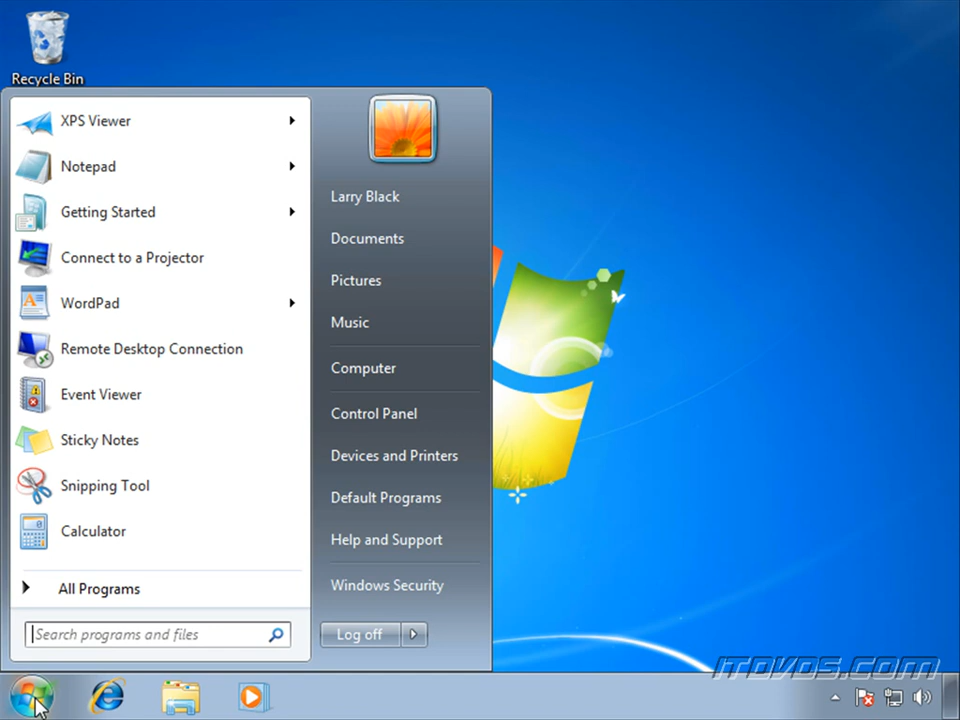 Recycle Bin
XPS Viewer
Notepad
Getting Started
Connect to a Projector
WordPad
Remote Desktop Connection
Event Viewer
Sticky Notes
Snipping Tool
Calculator
All Programs
Search programs and files
Larry Black
Documents
Pictures
Music
Computer
Control Panel
Devices and Printers
Default Programs
Help and Support
Windows Security
Log off
ITDVDS.COM